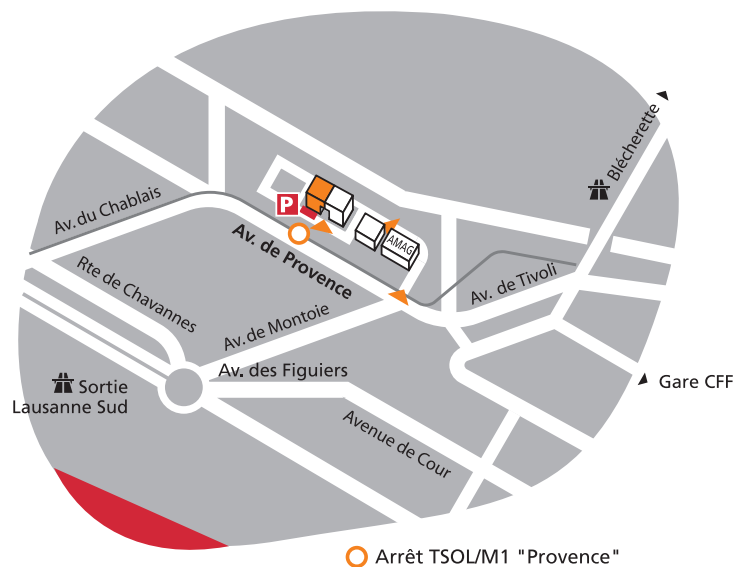 Blécherette
P
Av. du Chablais
AMAG
Av. de Provence
Rte de Chavannes
Av. de Tivoli
Av. de Montoie
Av. des Figuiers
Sortie
Lausanne Sud
Gare CFF
Avenue de Cour
Arrêt TSOL/M1 "Provence"